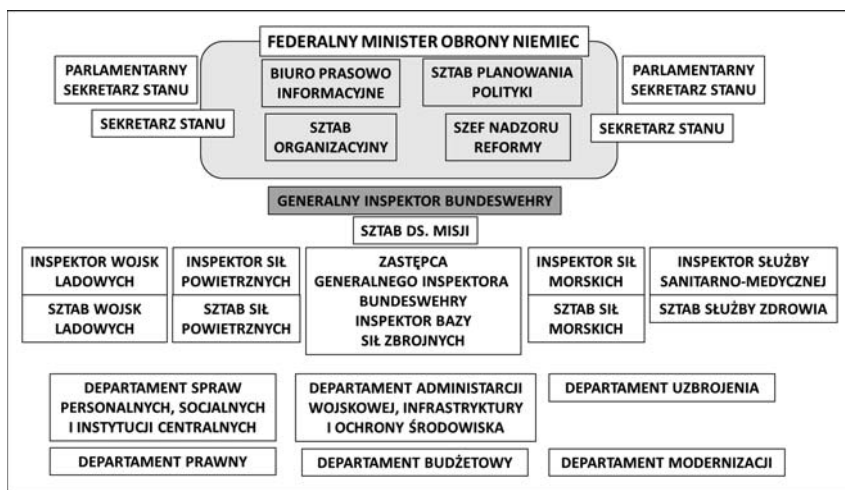 FEDERALNY MINISTER OBRONY NIEMIEC
PARLAMENTARNY
SEKRETARZ STANU
BIURO PRASOWO
INFORMACYJNE
SZTAB PLANOWANIA
POLITYKI
PARLAMENTARNY
SEKRETARZ STANU
SEKRETARZ STANU
SZTAB
ORGANIZACYJNY
SZEF NADZORU
REFORMY
SEKRETARZ STANU
GENERALNY INSPEKTOR BUNDESWEHRY
SZTAB DS. MISJI
INSPEKTOR WOJSK
LADOWYCH
SZTAB WOJSK
LADOWYCH
INSPEKTOR SIŁ
POWIETRZNYCH
SZTAB SIŁ
POWIETRZNYCH
ZASTĘPCA
GENERALNEGO INSPEKTORA
BUNDESWEHRY
INSPEKTOR BAZY
SIŁ ZBROJNYCH
INSPEKTOR SIŁ
MORSKICH
SZTAB SIŁ
MORSKICH
INSPEKTOR SŁUŻBY
SANITARNO-MEDYCZNEJ
SZTAB SŁUŻBY ZDROWIA
DEPARTAMENT SPRAW
PERSONALNYCH, SOCJALNYCH
I INSTYTUCJI CENTRALNYCH
DEPARTAMENT ADMINISTARCJI
WOJSKOWEJ, INFRASTRYKTURY
I OCHRONY ŚRODOWISKA
DEPARTAMENT UZBROJENIA
DEPARTAMENT PRAWNY
DEPARTAMENT BUDŻETOWY
DEPARTAMENT MODERNIZACJI